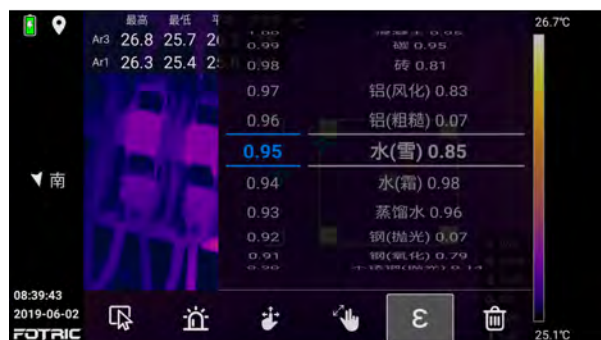 26.7℃
最高 最低
Ar3 26.8 25.7
Ar1 26.3 25.4
1.00
0.99
0.98
0.97
0.96
0.95
0.94
0.93
0.92
0.91
碳 0.95
砖 0.81
铝(风化) 0.83
铝(粗糙) 0.07
水(雪) 0.85
水(霜) 0.98
蒸馏水 0.96
钢(抛光) 0.07
钢(氧化) 0.79
南
08:39:43
2019-06-02
FOTRIC
ε
25.1℃